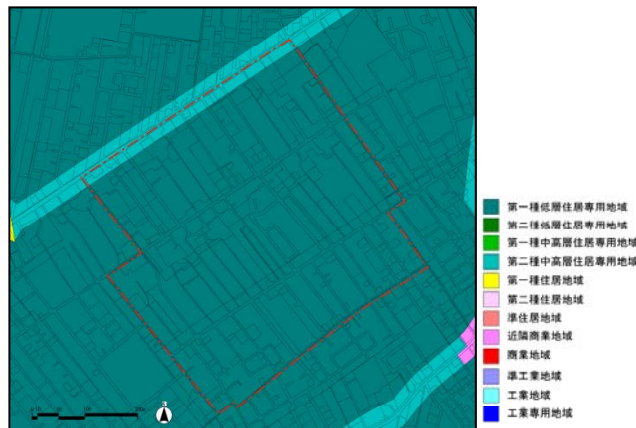 第一種低層住居専用地域
第二種低層住居専用地域
第一種中高層住居専用地域
第二種中高層住居専用地域
第一種住居地域
第二種住居地域
準住居地域
近隣商業地域
商業地域
準工業地域
工業地域
工業専用地域